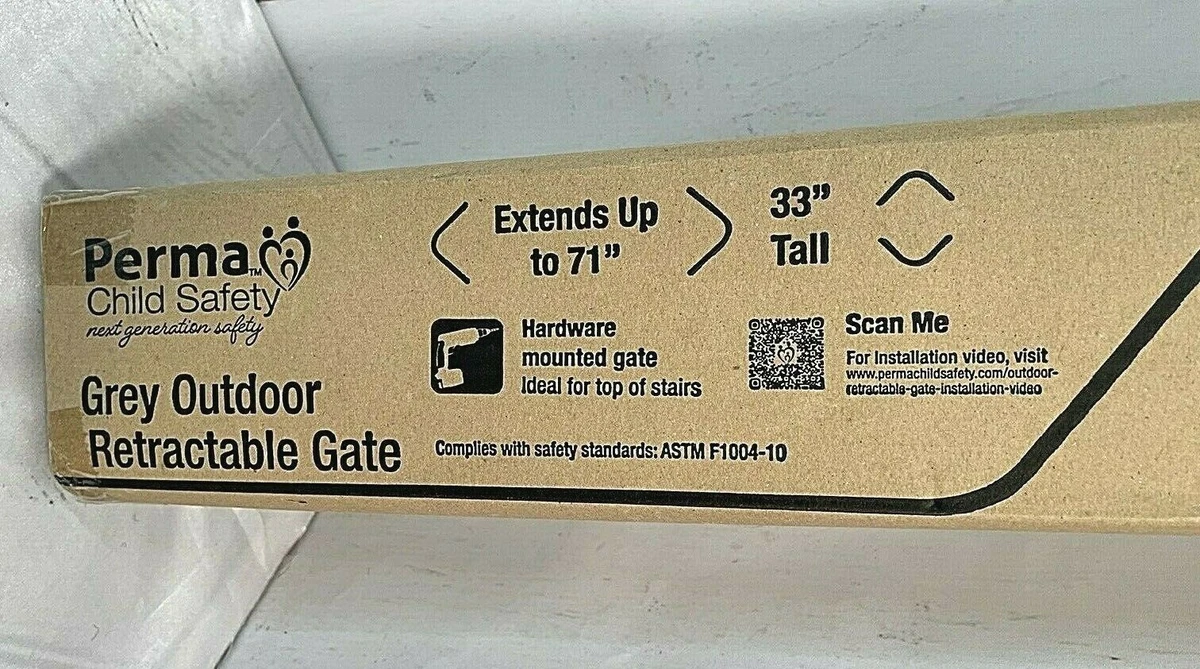 Perma™
Child Safety
next generation safety
Grey Outdoor
Retractable Gate
Extends Up
to 71”
33”
Tall
Hardware
mounted gate
Ideal for top of stairs
Scan Me
For Installation video, visit
www.permachildsafety.com/outdoor-
retractable-gate-installation-video
Complies with safety standards: ASTM F1004-10